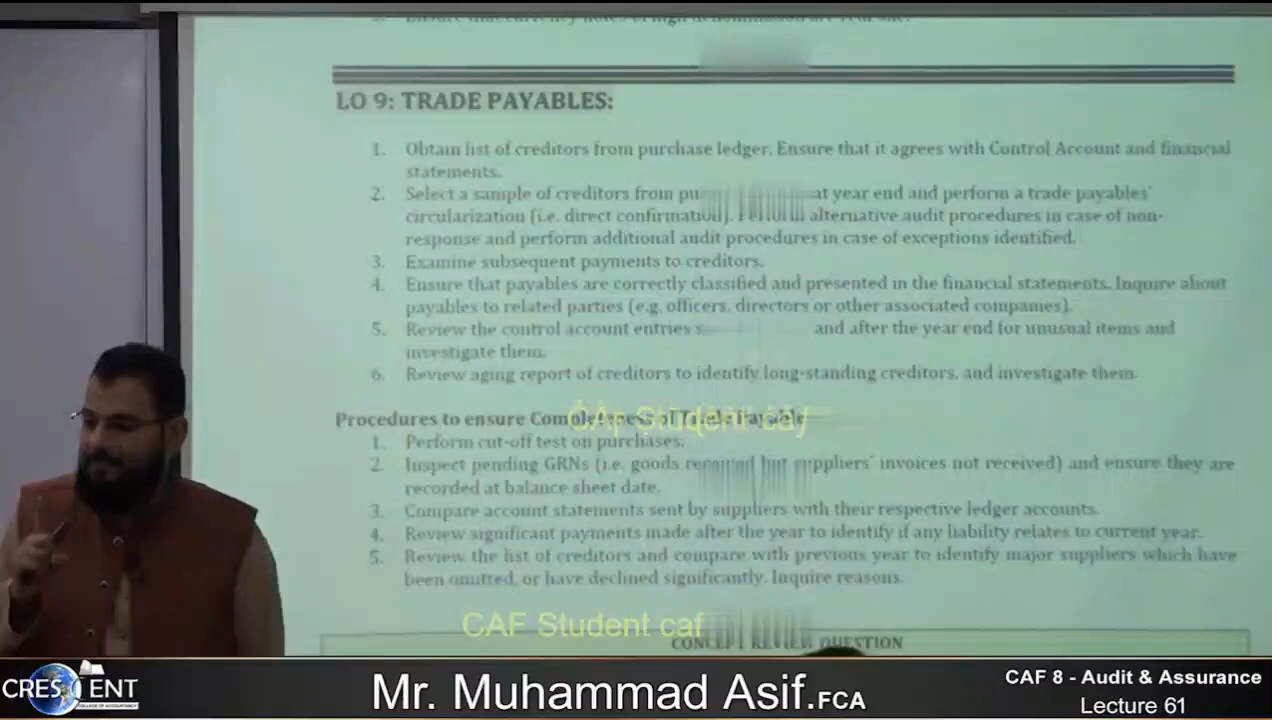 LO 9: TRADE PAYABLES:
1. Obtain list of creditors from purchase ledger. Ensure that it agrees with Control Account and financial
statements.
2. Select a sample of creditors from at year end and perform a trade payables'
circularization (i.e. direct confirmation). Perform alternative audit procedures in case of non-
response and perform additional audit procedures in case of exceptions identified.
3. Examine subsequent payments to creditors.
4. Ensure that payables are correctly classified and presented in the financial statements. Inquire about
payables to related parties (e.g. officers, directors or other associated companies).
5. Review the control account entries and after the year end for unusual items and
investigate them.
6. Review aging report of creditors to identify long-standing creditors, and investigate them.
Procedures to ensure Completeness of Trade Payable
1. Perform cut-off test on purchases.
2. Inspect pending GRNs (i.e. goods received but suppliers' invoices not received) and ensure they are
recorded at balance sheet date.
3. Compare account statements sent by suppliers with their respective ledger accounts.
4. Review significant payments made after the year to identify if any liability relates to current year.
5. Review the list of creditors and compare with previous year to identify major suppliers which have
been omitted, or have declined significantly. Inquire reasons.
CAF Student caf
CONCEPT REVIEW QUESTION
CRESCENT
COLLEGE OF ACCOUNTANCY
Mr. Muhammad Asif.FCA
CAF 8 - Audit & Assurance
Lecture 61